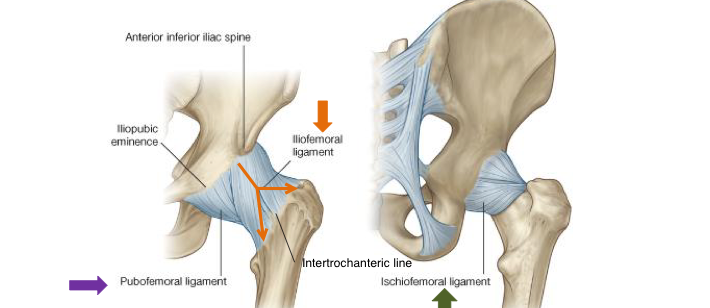 Anterior inferior iliac spine
Iliopubic
eminence
Iliofemoral
ligament
Intertrochanteric line
Pubofemoral ligament
Ischiofemoral ligament